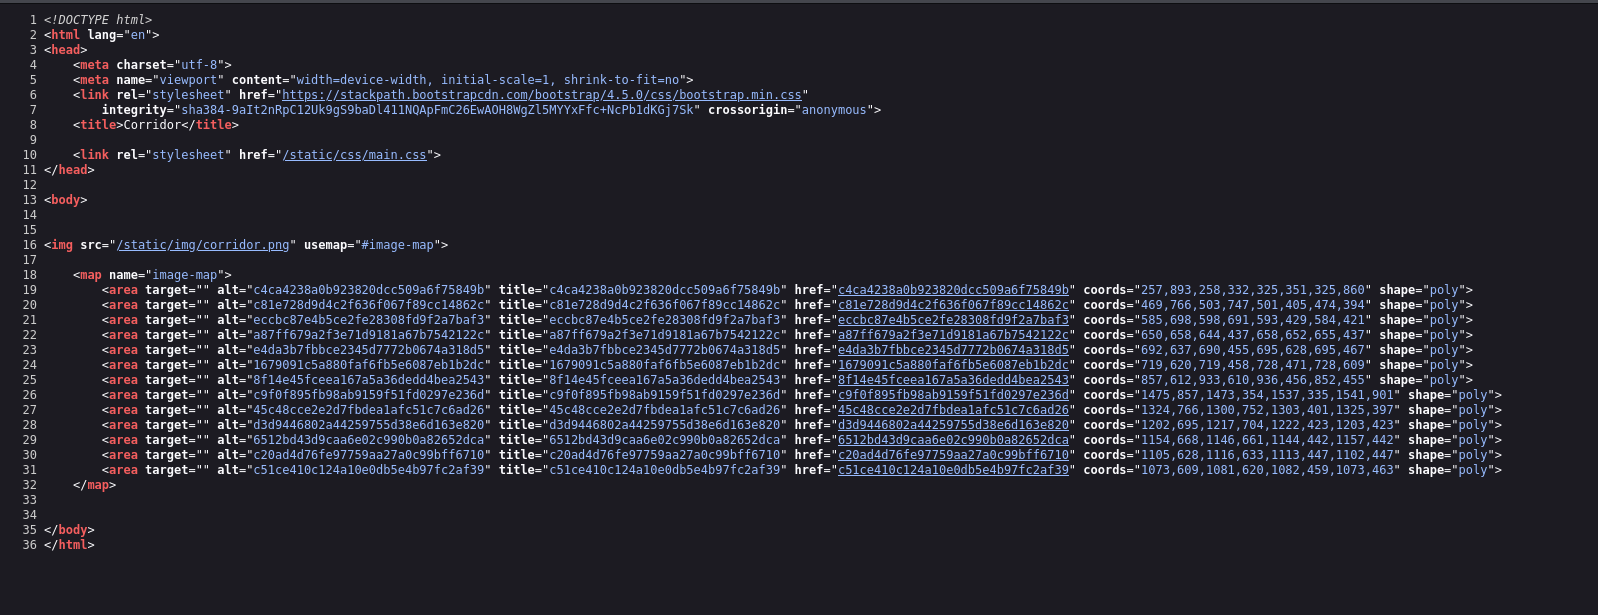 1 <!DOCTYPE html>
2 <html lang="en">
3 <head>
4     <meta charset="utf-8">
5     <meta name="viewport" content="width=device-width, initial-scale=1, shrink-to-fit=no">
6     <link rel="stylesheet" href="https://stackpath.bootstrapcdn.com/bootstrap/4.5.0/css/bootstrap.min.css"
7         integrity="sha384-9aIt2nRpC12Uk9gS9baDl411NQApFmC26EwAOH8WgZl5MYYxFfc+NcPb1dKGj7Sk" crossorigin="anonymous">
8     <title>Corridor</title>
9
10     <link rel="stylesheet" href="/static/css/main.css">
11 </head>
12
13 <body>
14
15
16 <img src="/static/img/corridor.png" usemap="#image-map">
17
18     <map name="image-map">
19         <area target="" alt="c4ca4238a0b923820dcc509a6f75849b" title="c4ca4238a0b923820dcc509a6f75849b" href="c4ca4238a0b923820dcc509a6f75849b" coords="257,893,258,332,325,351,325,860" shape="poly">
20         <area target="" alt="c81e728d9d4c2f636f067f89cc14862c" title="c81e728d9d4c2f636f067f89cc14862c" href="c81e728d9d4c2f636f067f89cc14862c" coords="469,766,503,747,501,405,474,394" shape="poly">
21         <area target="" alt="eccbc87e4b5ce2fe28308fd9f2a7baf3" title="eccbc87e4b5ce2fe28308fd9f2a7baf3" href="eccbc87e4b5ce2fe28308fd9f2a7baf3" coords="585,698,598,691,593,429,584,421" shape="poly">
22         <area target="" alt="a87ff679a2f3e71d9181a67b7542122c" title="a87ff679a2f3e71d9181a67b7542122c" href="a87ff679a2f3e71d9181a67b7542122c" coords="650,658,644,437,658,652,655,437" shape="poly">
23         <area target="" alt="e4da3b7fbbce2345d7772b0674a318d5" title="e4da3b7fbbce2345d7772b0674a318d5" href="e4da3b7fbbce2345d7772b0674a318d5" coords="692,637,690,455,695,628,695,467" shape="poly">
24         <area target="" alt="1679091c5a880faf6fb5e6087eb1b2dc" title="1679091c5a880faf6fb5e6087eb1b2dc" href="1679091c5a880faf6fb5e6087eb1b2dc" coords="719,620,719,458,728,471,728,609" shape="poly">
25         <area target="" alt="8f14e45fceea167a5a36dedd4bea2543" title="8f14e45fceea167a5a36dedd4bea2543" href="8f14e45fceea167a5a36dedd4bea2543" coords="857,612,933,610,936,456,852,455" shape="poly">
26         <area target="" alt="c9f0f895fb98ab9159f51fd0297e236d" title="c9f0f895fb98ab9159f51fd0297e236d" href="c9f0f895fb98ab9159f51fd0297e236d" coords="1475,857,1473,354,1537,335,1541,901" shape="poly">
27         <area target="" alt="45c48cce2e2d7fbdea1afc51c7c6ad26" title="45c48cce2e2d7fbdea1afc51c7c6ad26" href="45c48cce2e2d7fbdea1afc51c7c6ad26" coords="1324,766,1300,752,1303,401,1325,397" shape="poly">
28         <area target="" alt="d3d9446802a44259755d38e6d163e820" title="d3d9446802a44259755d38e6d163e820" href="d3d9446802a44259755d38e6d163e820" coords="1202,695,1217,704,1222,423,1203,423" shape="poly">
29         <area target="" alt="6512bd43d9caa6e02c990b0a82652dca" title="6512bd43d9caa6e02c990b0a82652dca" href="6512bd43d9caa6e02c990b0a82652dca" coords="1154,668,1146,661,1144,442,1157,442" shape="poly">
30         <area target="" alt="c20ad4d76fe97759aa27a0c99bff6710" title="c20ad4d76fe97759aa27a0c99bff6710" href="c20ad4d76fe97759aa27a0c99bff6710" coords="1105,628,1116,633,1113,447,1102,447" shape="poly">
31         <area target="" alt="c51ce410c124a10e0db5e4b97fc2af39" title="c51ce410c124a10e0db5e4b97fc2af39" href="c51ce410c124a10e0db5e4b97fc2af39" coords="1073,609,1081,620,1082,459,1073,463" shape="poly">
32     </map>
33
34
35 </body>
36 </html>